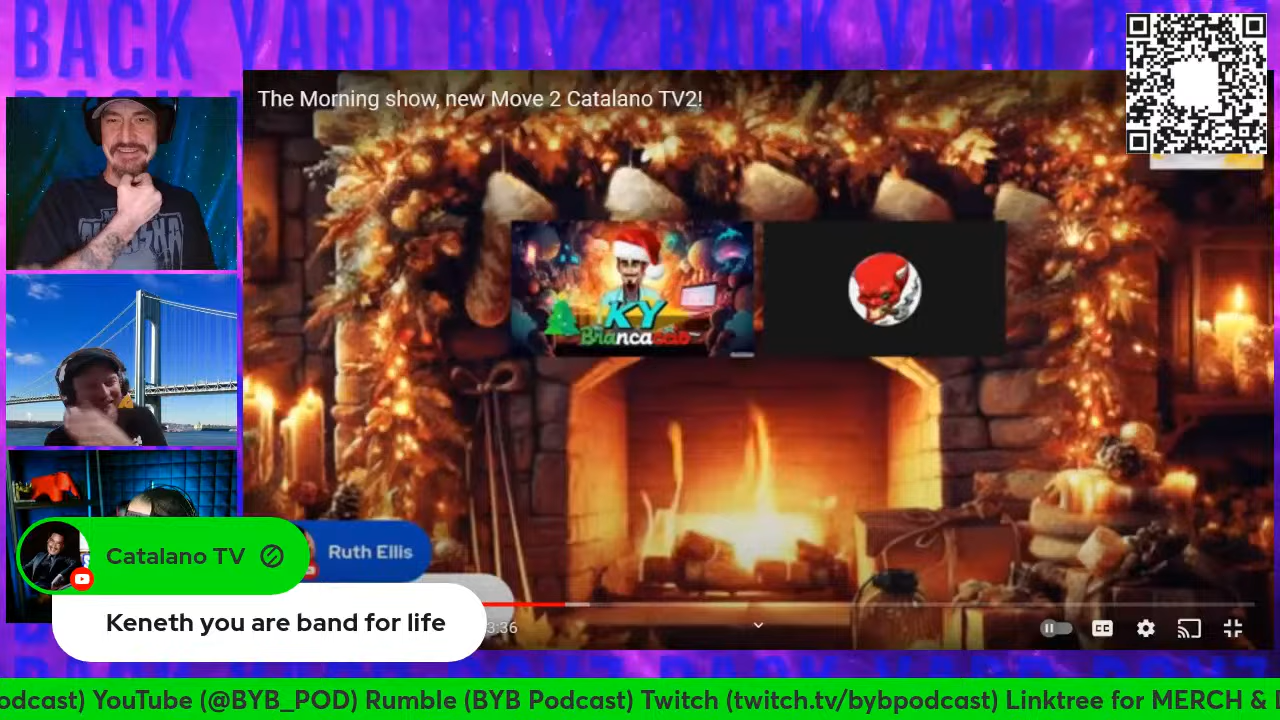 BACK YARD BOYZ BACK YARD B
The Morning show, new Move 2 Catalano TV2!
KY
Brancaccio
Catalano TV
Ruth Ellis
Keneth you are band for life
3:36
CC
odcast) YouTube (@BYB_POD) Rumble (BYB Podcast) Twitch (twitch.tv/bybpodcast) Linktree for MERCH &